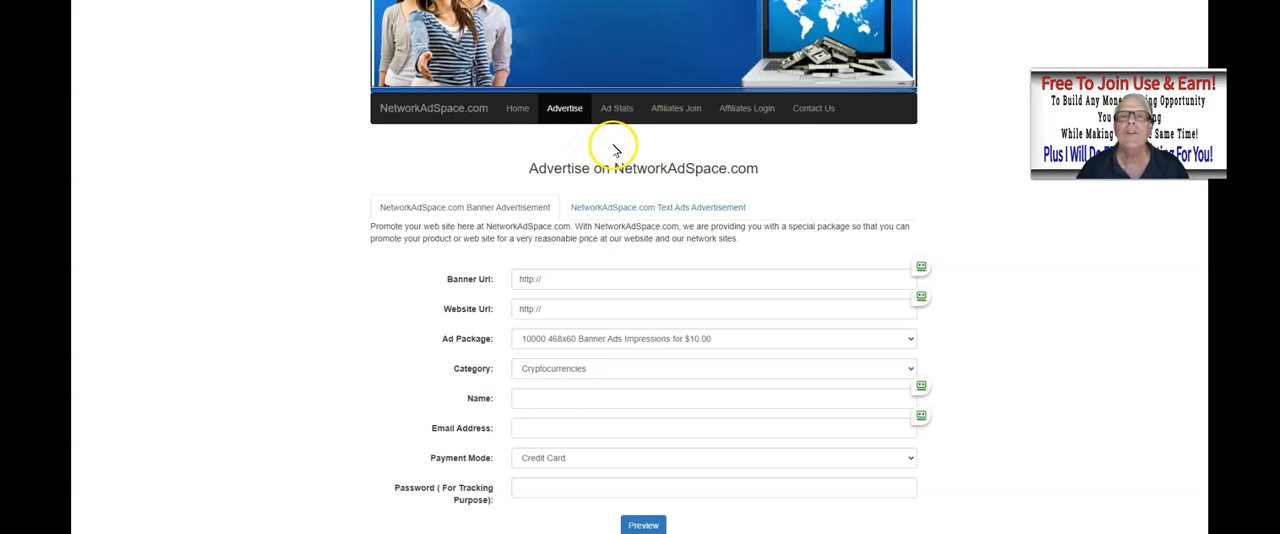 Free To Join Use & Earn!
To Build Any Mone ing Opportunity
You ing
While Making e Same Time!
Plus I Will Do ting For You!
NetworkAdSpace.com Home Advertise Ad Stats Affiliates Join Affiliates Login Contact Us
Advertise on NetworkAdSpace.com
NetworkAdSpace.com Banner Advertisement NetworkAdSpace.com Text Ads Advertisement
Promote your web site here at NetworkAdSpace.com. With NetworkAdSpace.com, we are providing you with a special package so that you can
promote your product or web site for a very reasonable price at our website and our network sites.
Banner Url: http://
Website Url: http://
Ad Package: 10000 468x60 Banner Ads Impressions for $10.00
Category: Cryptocurrencies
Name:
Email Address:
Payment Mode: Credit Card
Password ( For Tracking
Purpose):
Preview